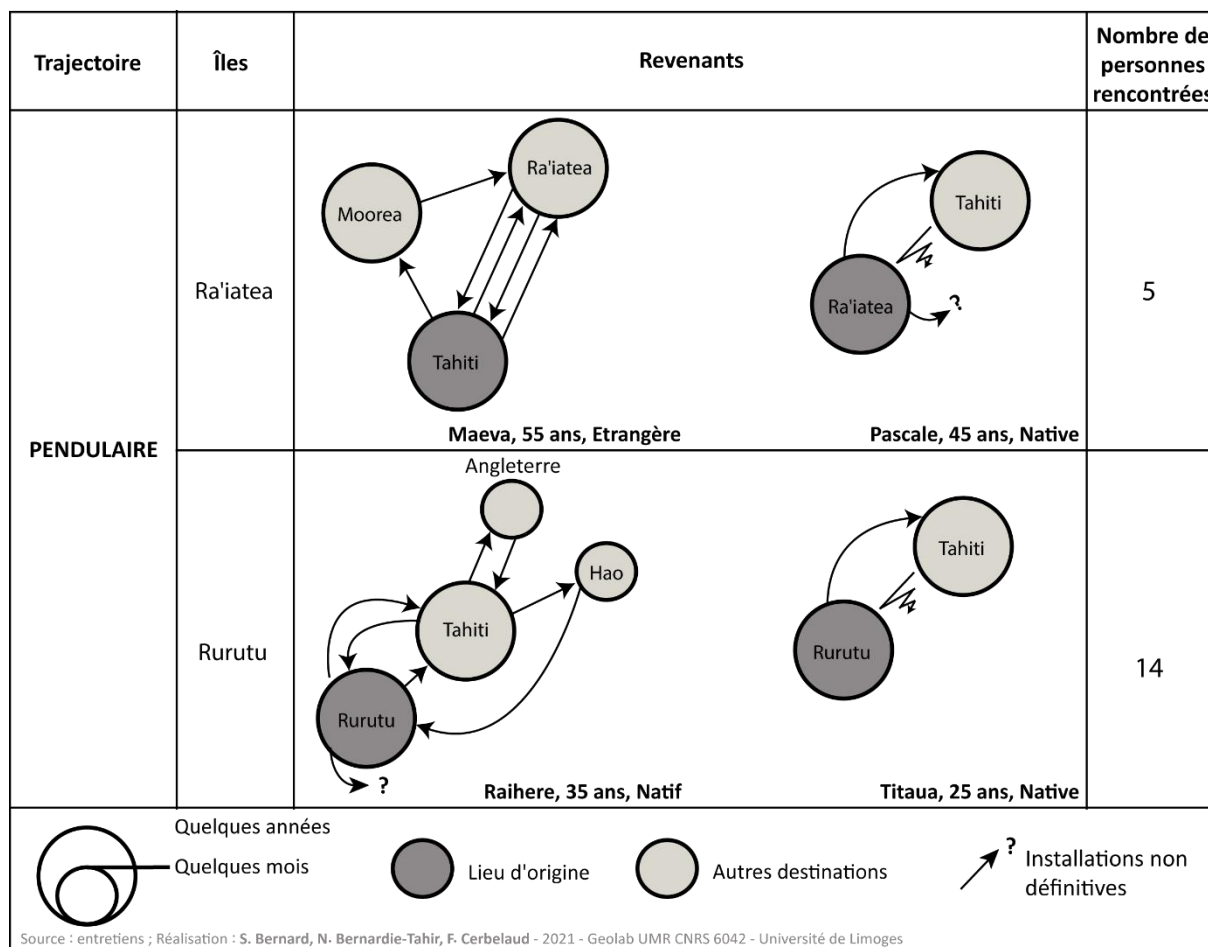 Trajectoire
Îles
Revenants
Nombre de
personnes
rencontrées
PENDULAIRE
Ra'iatea
Moorea
Ra'iatea
Tahiti
Maeva, 55 ans, Etrangère
Tahiti
Ra'iatea
?
Pascale, 45 ans, Native
5
Rurutu
Angleterre
Hao
Tahiti
Rurutu
?
Raihere, 35 ans, Natif
Tahiti
Rurutu
Titaua, 25 ans, Native
14
Quelques années
Quelques mois
Lieu d'origine
Autres destinations
? Installations non
définitives
Source : entretiens ; Réalisation : S. Bernard, N. Bernardie-Tahir, F. Cerbelaud - 2021 - Geolab UMR CNRS 6042 - Université de Limoges